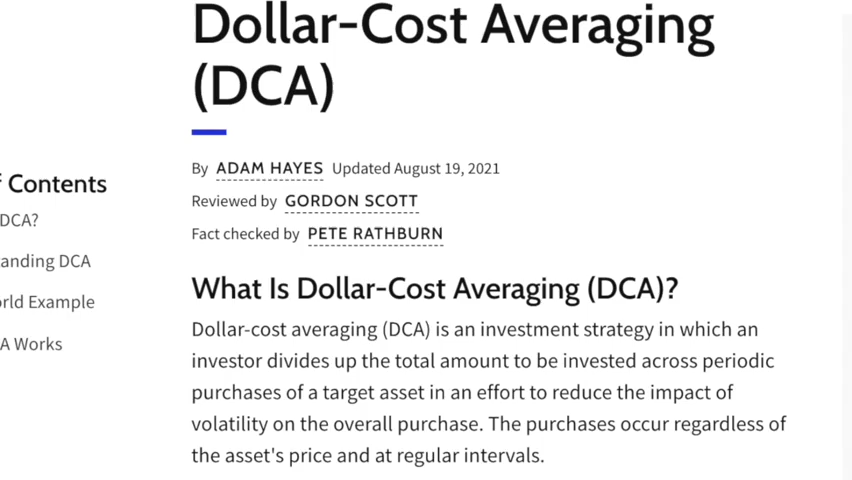 Dollar-Cost Averaging
(DCA)
By ADAM HAYES Updated August 19, 2021
Reviewed by GORDON SCOTT
Fact checked by PETE RATHBURN
f Contents
DCA?
anding DCA
rld Example
A Works
What Is Dollar-Cost Averaging (DCA)?
Dollar-cost averaging (DCA) is an investment strategy in which an
investor divides up the total amount to be invested across periodic
purchases of a target asset in an effort to reduce the impact of
volatility on the overall purchase. The purchases occur regardless of
the asset's price and at regular intervals.